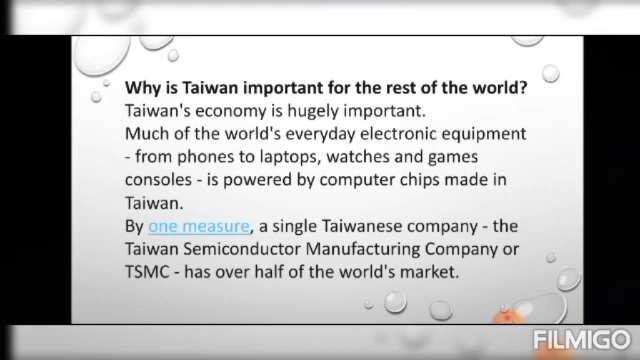 Why is Taiwan important for the rest of the world?
Taiwan's economy is hugely important.
Much of the world's everyday electronic equipment
- from phones to laptops, watches and games
consoles - is powered by computer chips made in
Taiwan.
By one measure, a single Taiwanese company - the
Taiwan Semiconductor Manufacturing Company or
TSMC - has over half of the world's market.
FILMIGO